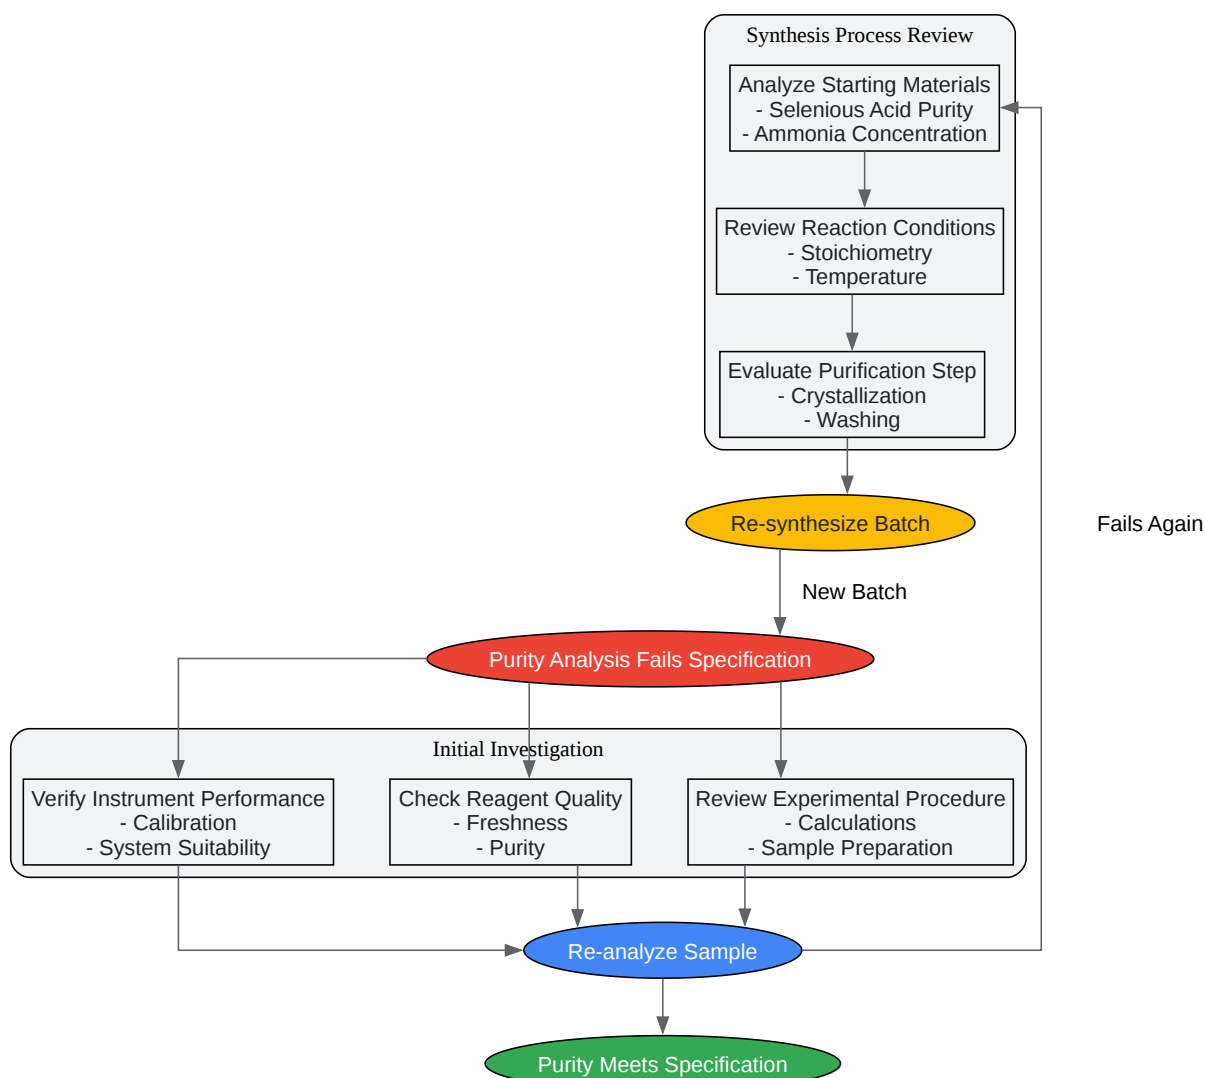 Synthesis Process Review
Analyze Starting Materials
- Selenious Acid Purity
- Ammonia Concentration
Review Reaction Conditions
- Stoichiometry
- Temperature
Evaluate Purification Step
- Crystallization
- Washing
Re-synthesize Batch
Fails Again
New Batch
Purity Analysis Fails Specification
Initial Investigation
Verify Instrument Performance
- Calibration
- System Suitability
Check Reagent Quality
- Freshness
- Purity
Review Experimental Procedure
- Calculations
- Sample Preparation
Re-analyze Sample
Purity Meets Specification